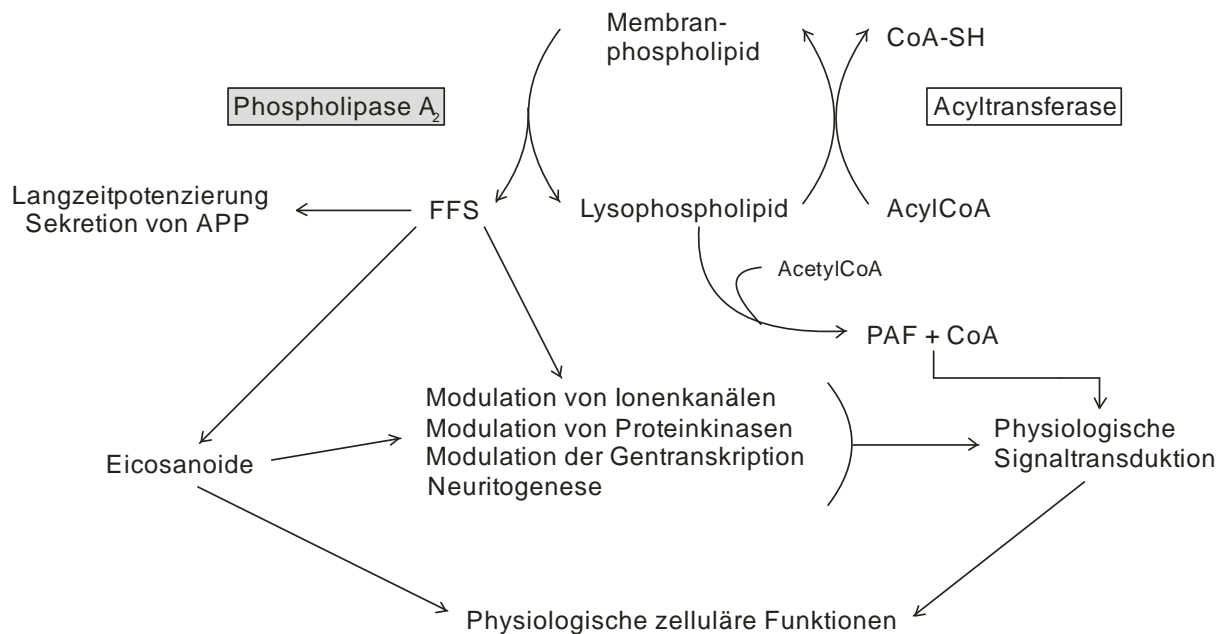 Membran-
phospholipid
CoA-SH
Phospholipase A2
Acyltransferase
Langzeitpotenzierung
Sekretion von APP
FFS
Lysophospholipid
AcylCoA
AcetylCoA
PAF + CoA
Modulation von Ionenkanälen
Modulation von Proteinkinasen
Modulation der Gentranskription
Neuritogenese
Eicosanoide
Physiologische
Signaltransduktion
Physiologische zelluläre Funktionen